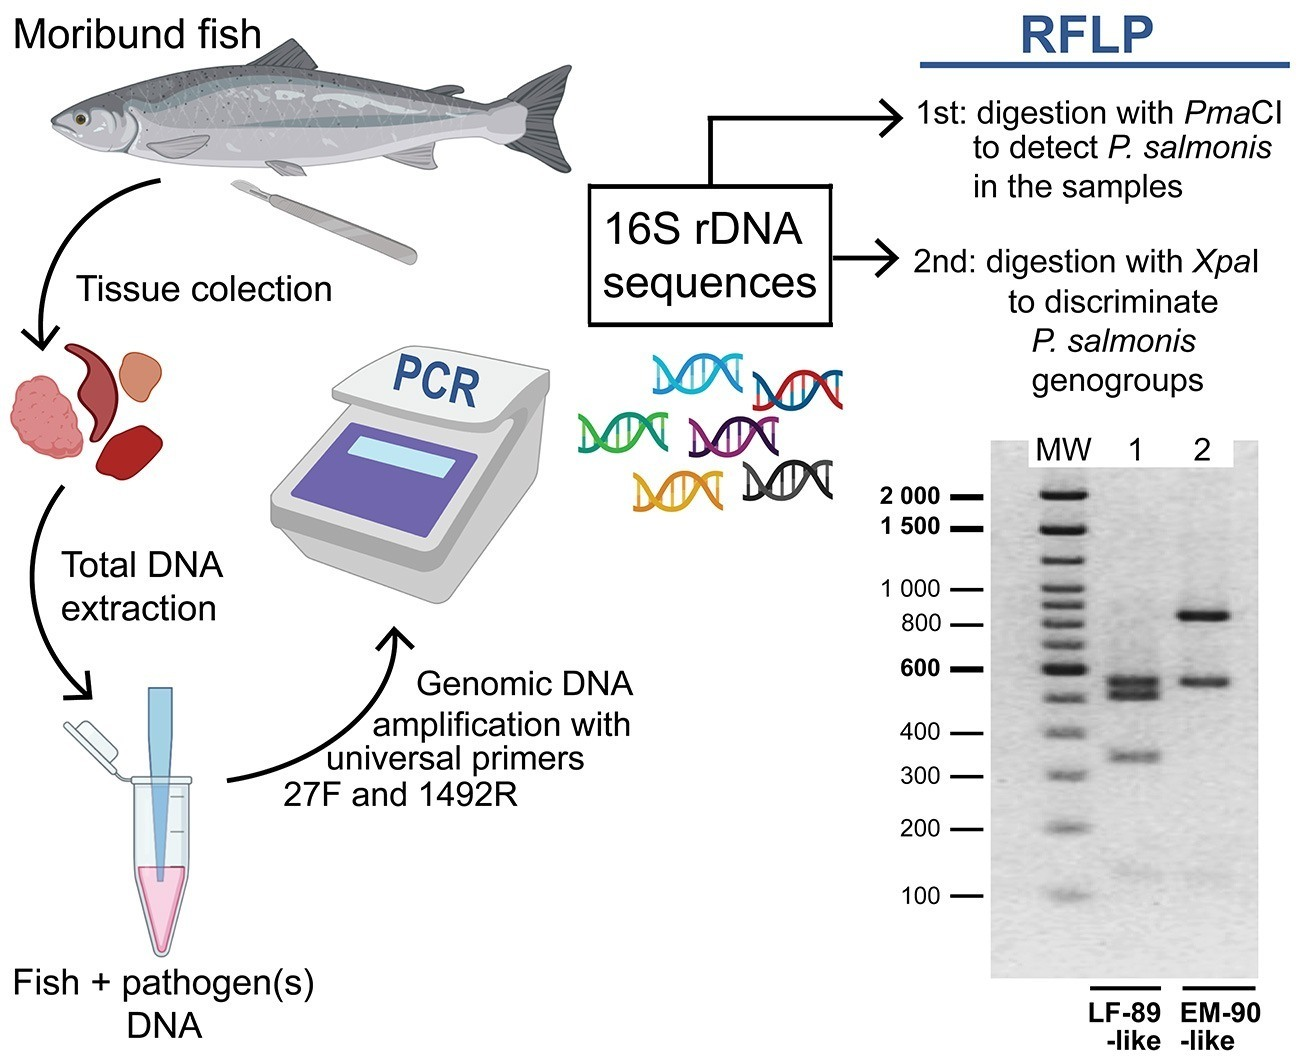 Moribund fish
RFLP
1st: digestion with PmaCI
to detect P. salmonis
in the samples
16S rDNA
sequences
2nd: digestion with XpaI
to discriminate
P. salmonis
genogroups
Tissue colection
PCR
Total DNA
extraction
Genomic DNA
amplification with
universal primers
27F and 1492R
Fish + pathogen(s)
DNA
MW 1 2
2 000
1 500
1 000
800
600
400
300
200
100
LF-89
-like
EM-90
-like